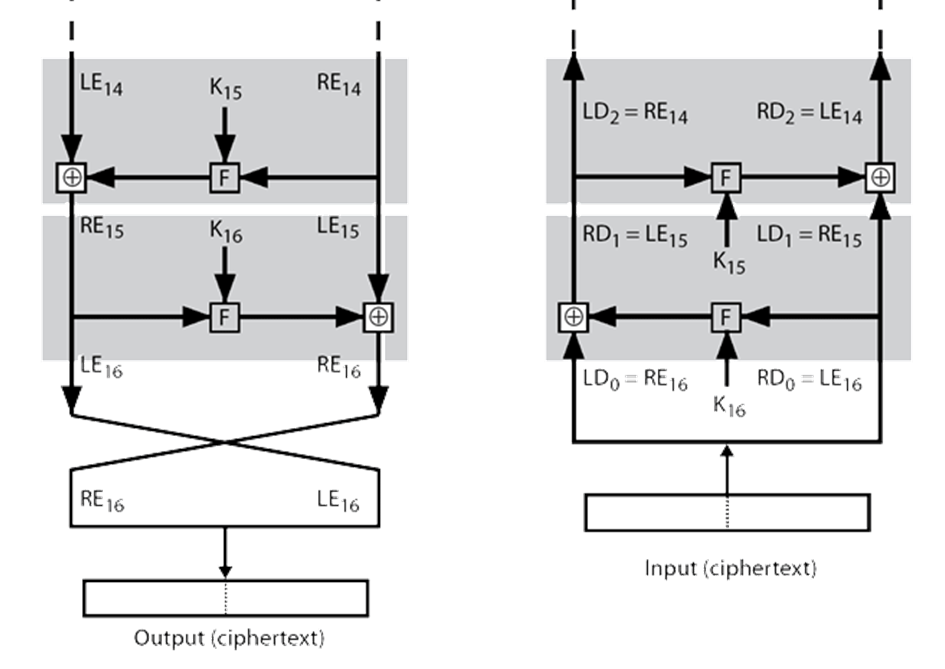 LE14
K15
RE14
F
RE15
K16
LE15
F
LE16
RE16
RE16
LE16
Output (ciphertext)
LD2 = RE14
RD2 = LE14
F
RD1 = LE15
LD1 = RE15
K15
F
LD0 = RE16
RD0 = LE16
K16
Input (ciphertext)